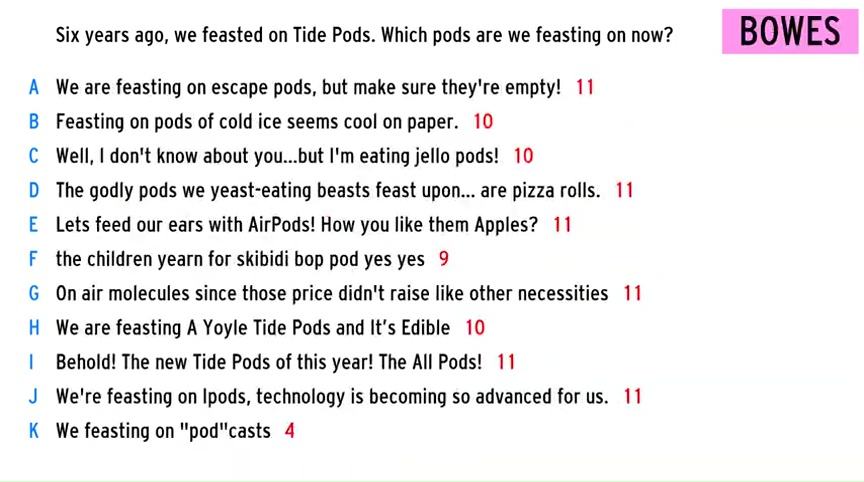 Six years ago, we feasted on Tide Pods. Which pods are we feasting on now?
BOWES
A We are feasting on escape pods, but make sure they're empty! 11
B Feasting on pods of cold ice seems cool on paper. 10
C Well, I don't know about you...but I'm eating jello pods! 10
D The godly pods we yeast-eating beasts feast upon... are pizza rolls. 11
E Lets feed our ears with AirPods! How you like them Apples? 11
F the children yearn for skibidi bop pod yes yes 9
G On air molecules since those price didn't raise like other necessities 11
H We are feasting A Yoyle Tide Pods and It’s Edible 10
I Behold! The new Tide Pods of this year! The All Pods! 11
J We're feasting on Ipods, technology is becoming so advanced for us. 11
K We feasting on "pod"casts 4